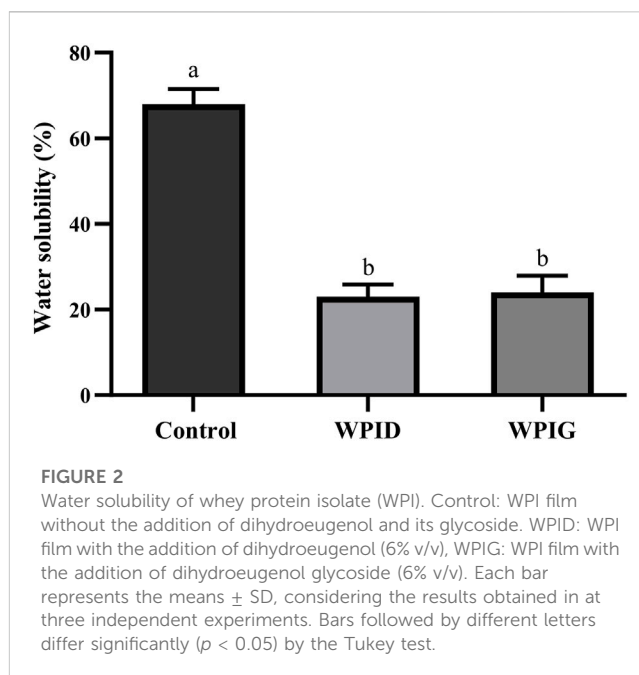 80
a
60
Water solubility (%)
40
b
b
20
0
Control WPID WPIG
FIGURE 2
Water solubility of whey protein isolate (WPI). Control: WPI film
without the addition of dihydroeugenol and its glycoside. WPID: WPI
film with the addition of dihydroeugenol (6% v/v), WPIG: WPI film with
the addition of dihydroeugenol glycoside (6% v/v). Each bar
represents the means ± SD, considering the results obtained in at
three independent experiments. Bars followed by different letters
differ significantly (p < 0.05) by the Tukey test.